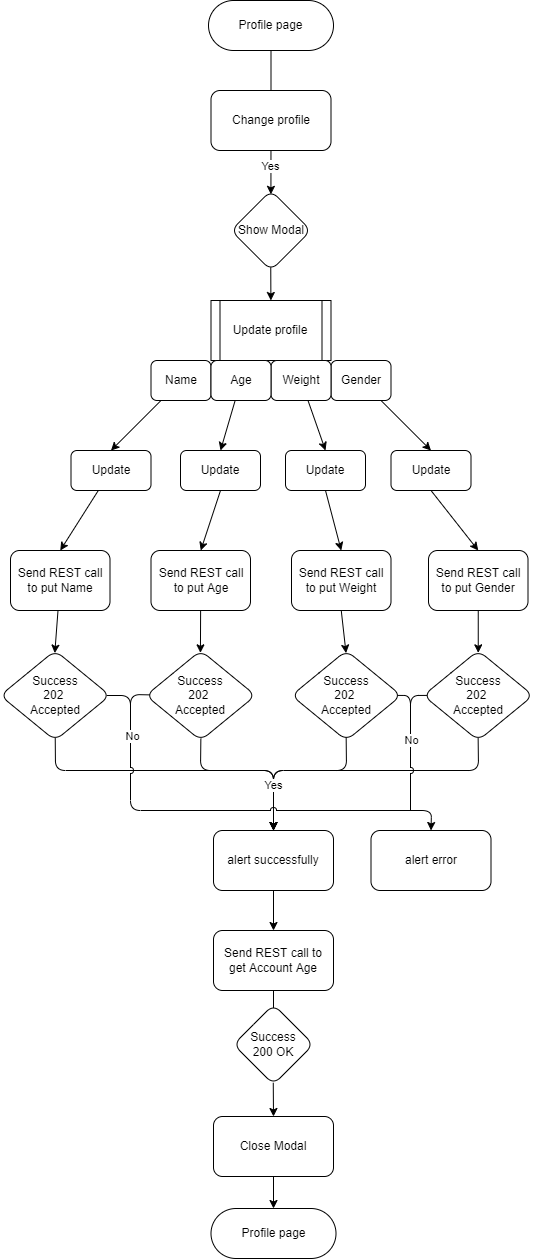 Profile page
Change profile
Yes
Show Modal
Update profile
Name Age Weight Gender
Update Update Update Update
Send REST call
to put Name
Send REST call
to put Age
Send REST call
to put Weight
Send REST call
to put Gender
Success
202
Accepted
Success
202
Accepted
Success
202
Accepted
Success
202
Accepted
No
No
Yes
alert successfully
alert error
Send REST call to
get Account Age
Success
200 OK
Close Modal
Profile page